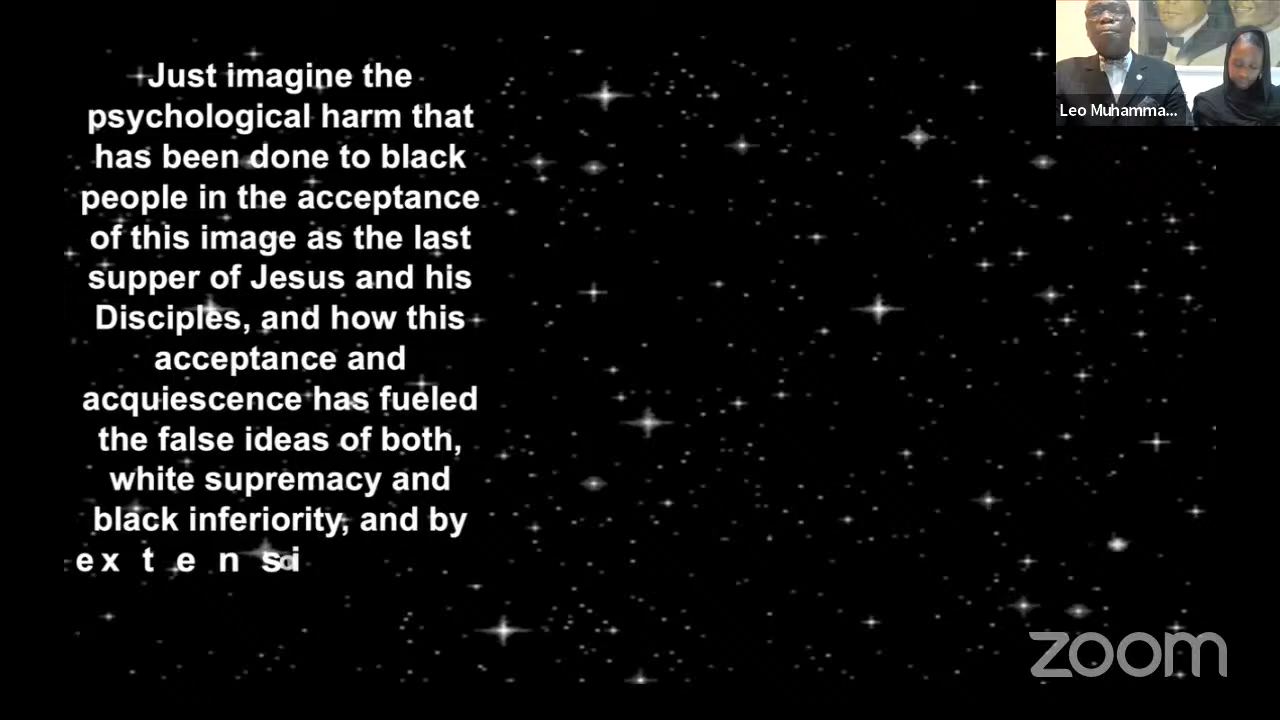 Just imagine the
psychological harm that
has been done to black
people in the acceptance
of this image as the last
supper of Jesus and his
Disciples, and how this
acceptance and
acquiescence has fueled
the false ideas of both,
white supremacy and
black inferiority, and by
extensi
Leo Muhamma...
zoom